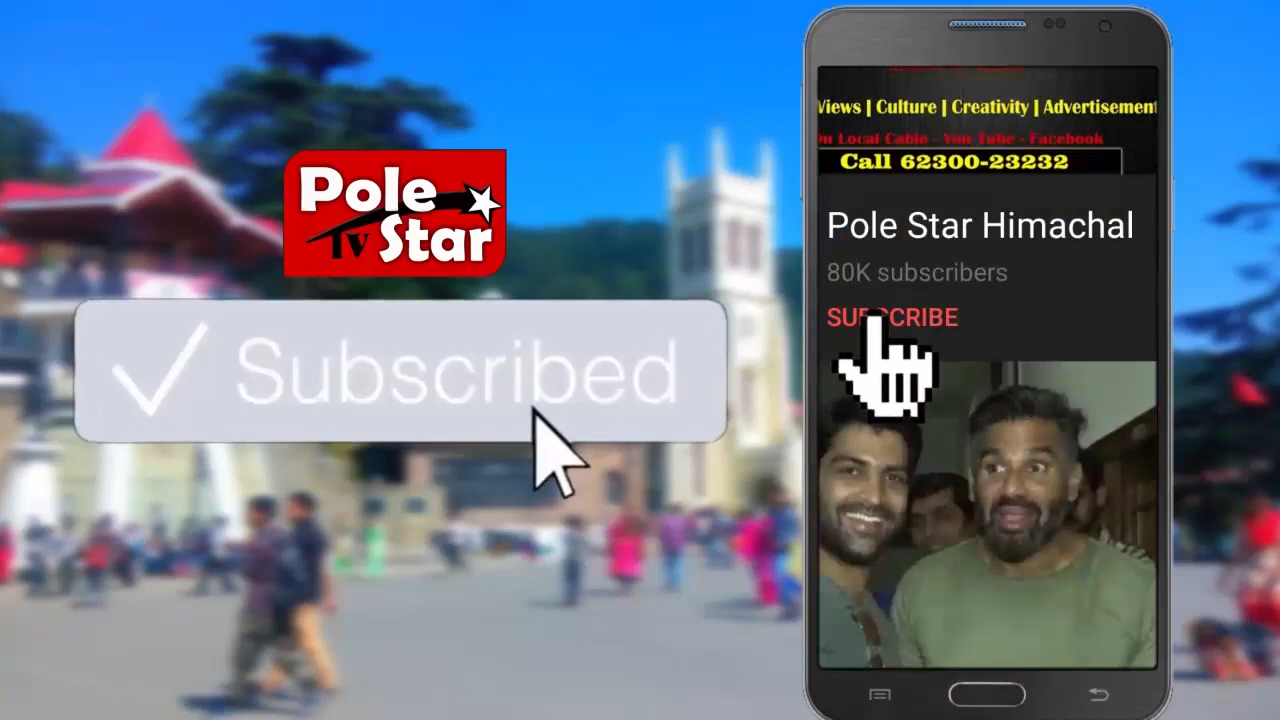 Pole
TV Star
Subscribed
Views | Culture | Creativity | Advertisement
On Local Cable - You Tube - Facebook
Call 62300-23232
Pole Star Himachal
80K subscribers
SUBSCRIBE